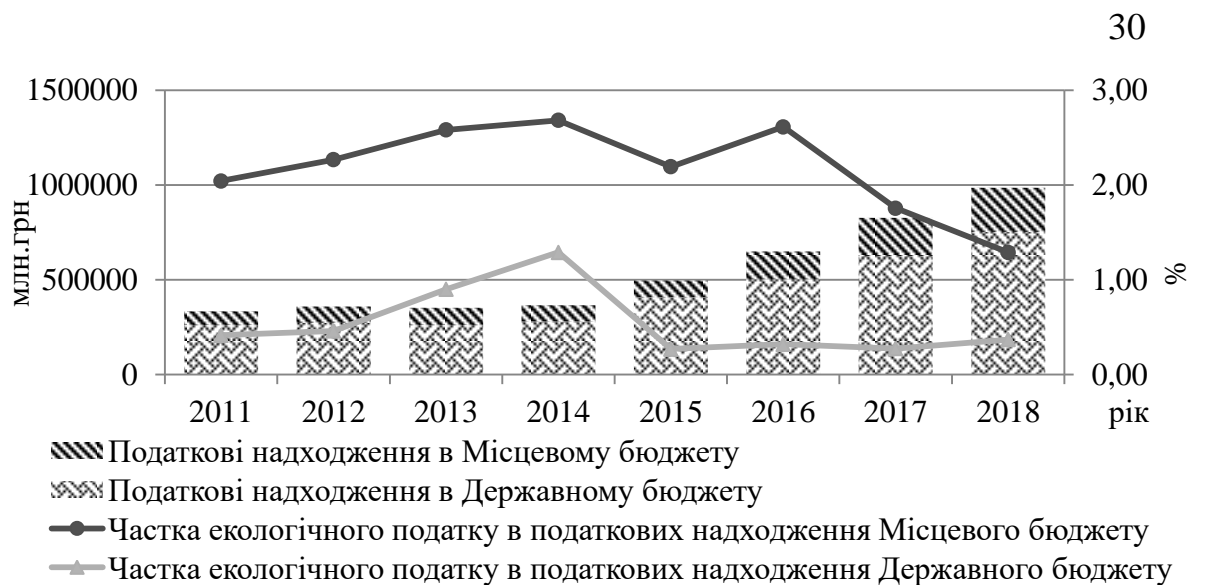 30
1500000
1000000
500000
0
млн.грн
3,00
2,00
1,00
0,00
%
2011 2012 2013 2014 2015 2016 2017 2018 рік
Податкові надходження в Місцевому бюджету
Податкові надходження в Державному бюджету
Частка екологічного податку в податкових надходження Місцевого бюджету
Частка екологічного податку в податкових надходження Державного бюджету